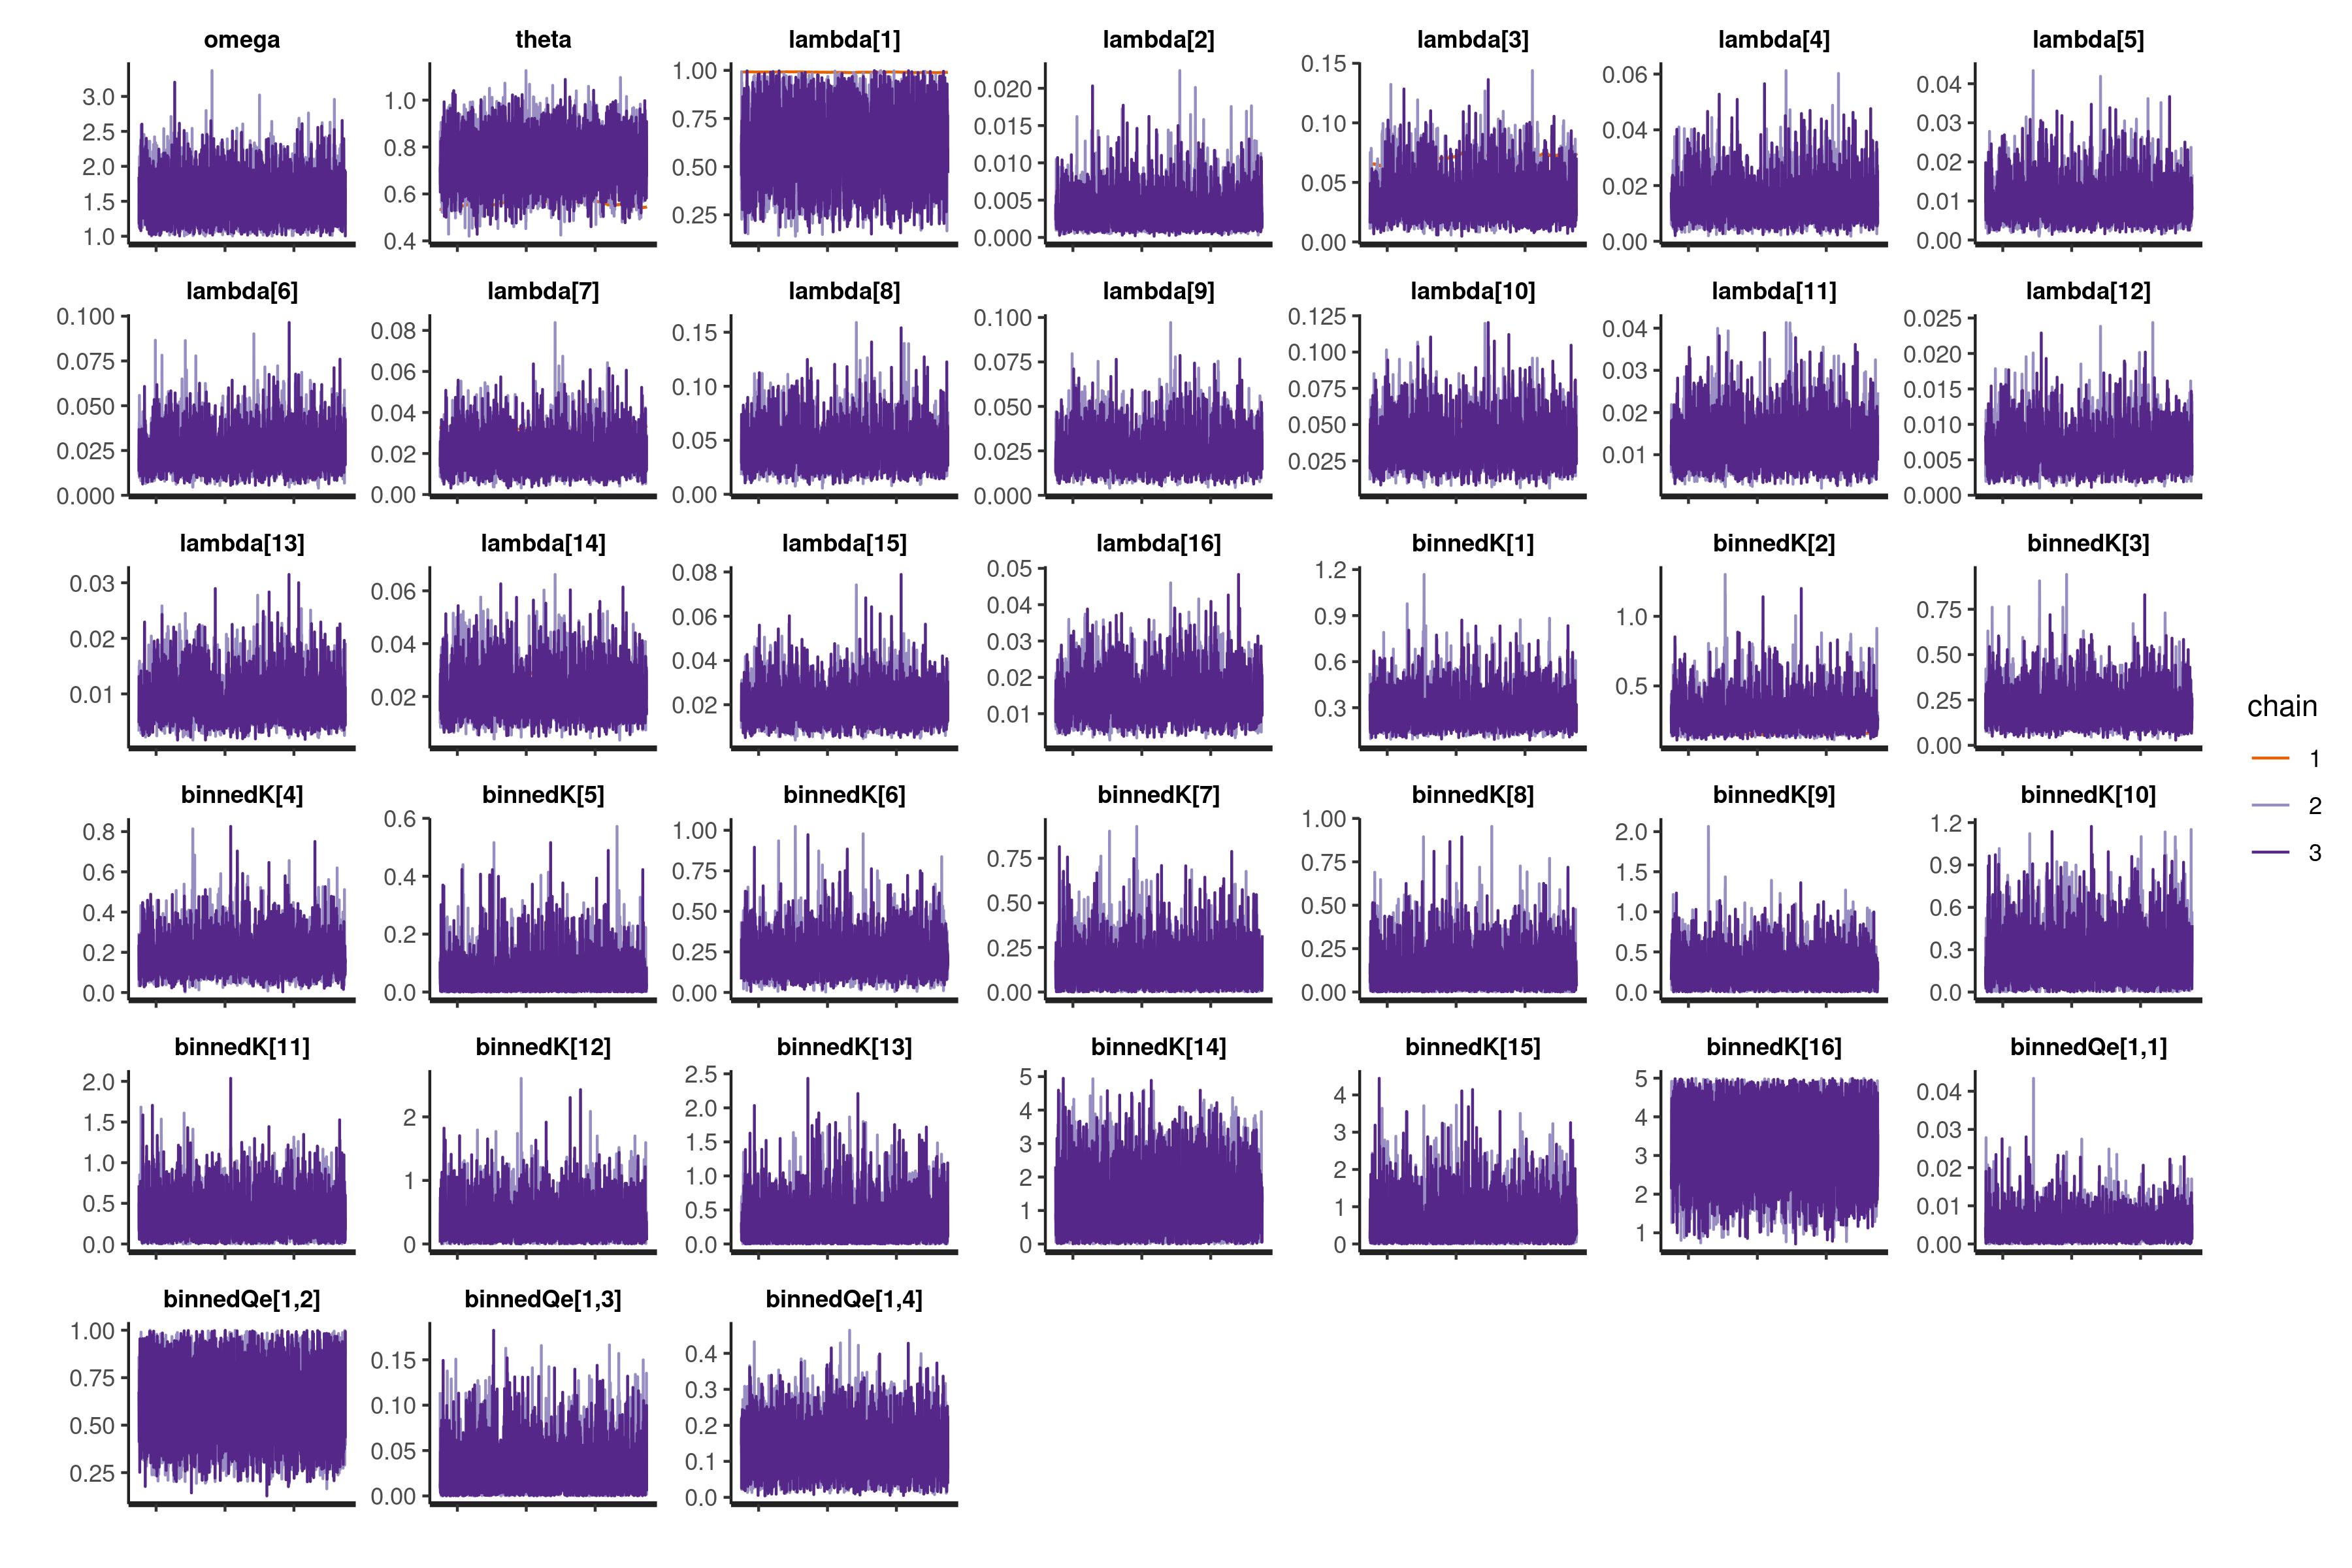 omega theta lambda[1] lambda[2] lambda[3] lambda[4] lambda[5]
3.0 2.5 2.0 1.5 1.0
1.0 0.8 0.6 0.4
1.00 0.75 0.50 0.25
0.020 0.015 0.010 0.005 0.000
0.15 0.10 0.05 0.00
0.06 0.04 0.02 0.00
0.04 0.03 0.02 0.01 0.00
lambda[6] lambda[7] lambda[8] lambda[9] lambda[10] lambda[11] lambda[12]
0.100 0.075 0.050 0.025 0.000
0.08 0.06 0.04 0.02 0.00
0.15 0.10 0.05 0.00
0.100 0.075 0.050 0.025 0.000
0.125 0.100 0.075 0.050 0.025
0.04 0.03 0.02 0.01
0.025 0.020 0.015 0.010 0.005 0.000
lambda[13] lambda[14] lambda[15] lambda[16] binnedK[1] binnedK[2] binnedK[3]
0.03 0.02 0.01
0.06 0.04 0.02
0.08 0.06 0.04 0.02
0.05 0.04 0.03 0.02 0.01
1.2 0.9 0.6 0.3
1.0 0.5
0.75 0.50 0.25 0.00
chain
1
2
3
binnedK[4] binnedK[5] binnedK[6] binnedK[7] binnedK[8] binnedK[9] binnedK[10]
0.8 0.6 0.4 0.2 0.0
0.6 0.4 0.2 0.0
1.00 0.75 0.50 0.25 0.00
0.75 0.50 0.25 0.00
1.00 0.75 0.50 0.25 0.00
2.0 1.5 1.0 0.5 0.0
1.2 0.9 0.6 0.3 0.0
binnedK[11] binnedK[12] binnedK[13] binnedK[14] binnedK[15] binnedK[16] binnedQe[1,1]
2.0 1.5 1.0 0.5 0.0
2 1 0
2.5 2.0 1.5 1.0 0.5 0.0
5 4 3 2 1 0
4 3 2 1 0
5 4 3 2 1
0.04 0.03 0.02 0.01 0.00
binnedQe[1,2] binnedQe[1,3] binnedQe[1,4]
1.00 0.75 0.50 0.25
0.15 0.10 0.05 0.00
0.4 0.3 0.2 0.1 0.0